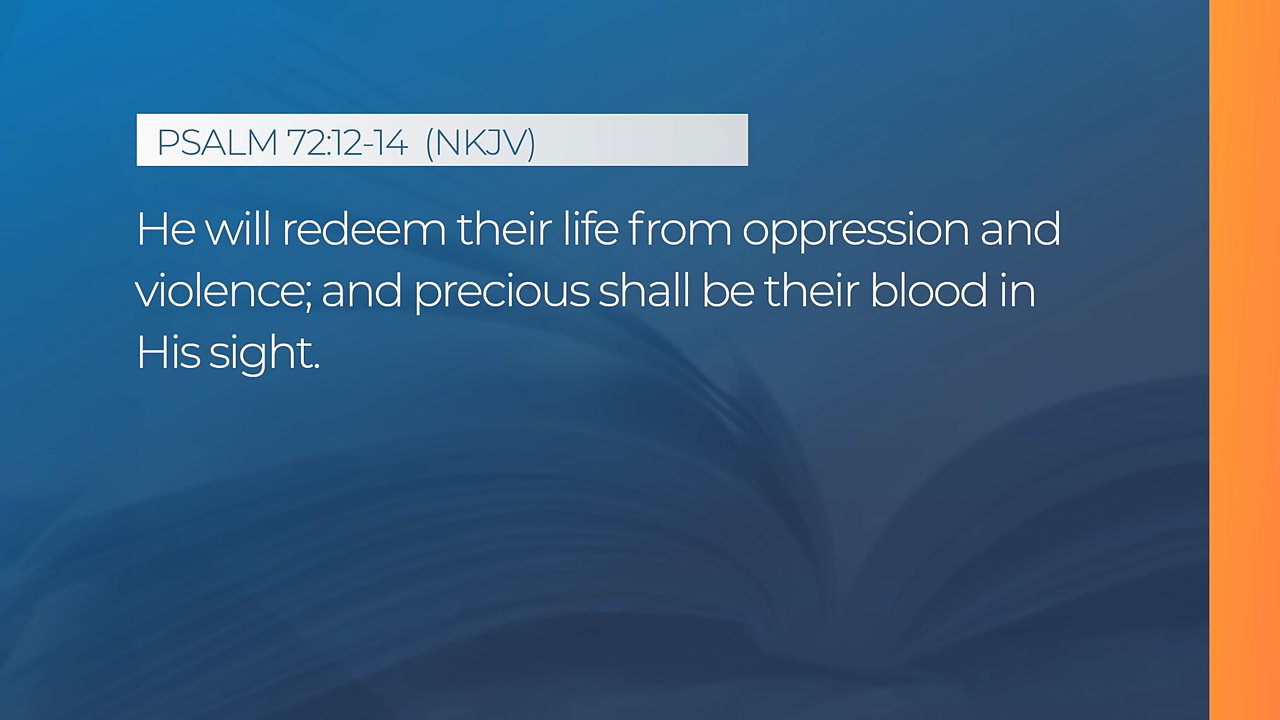 PSALM 72:12-14 (NKJV)
He will redeem their life from oppression and
violence; and precious shall be their blood in
His sight.